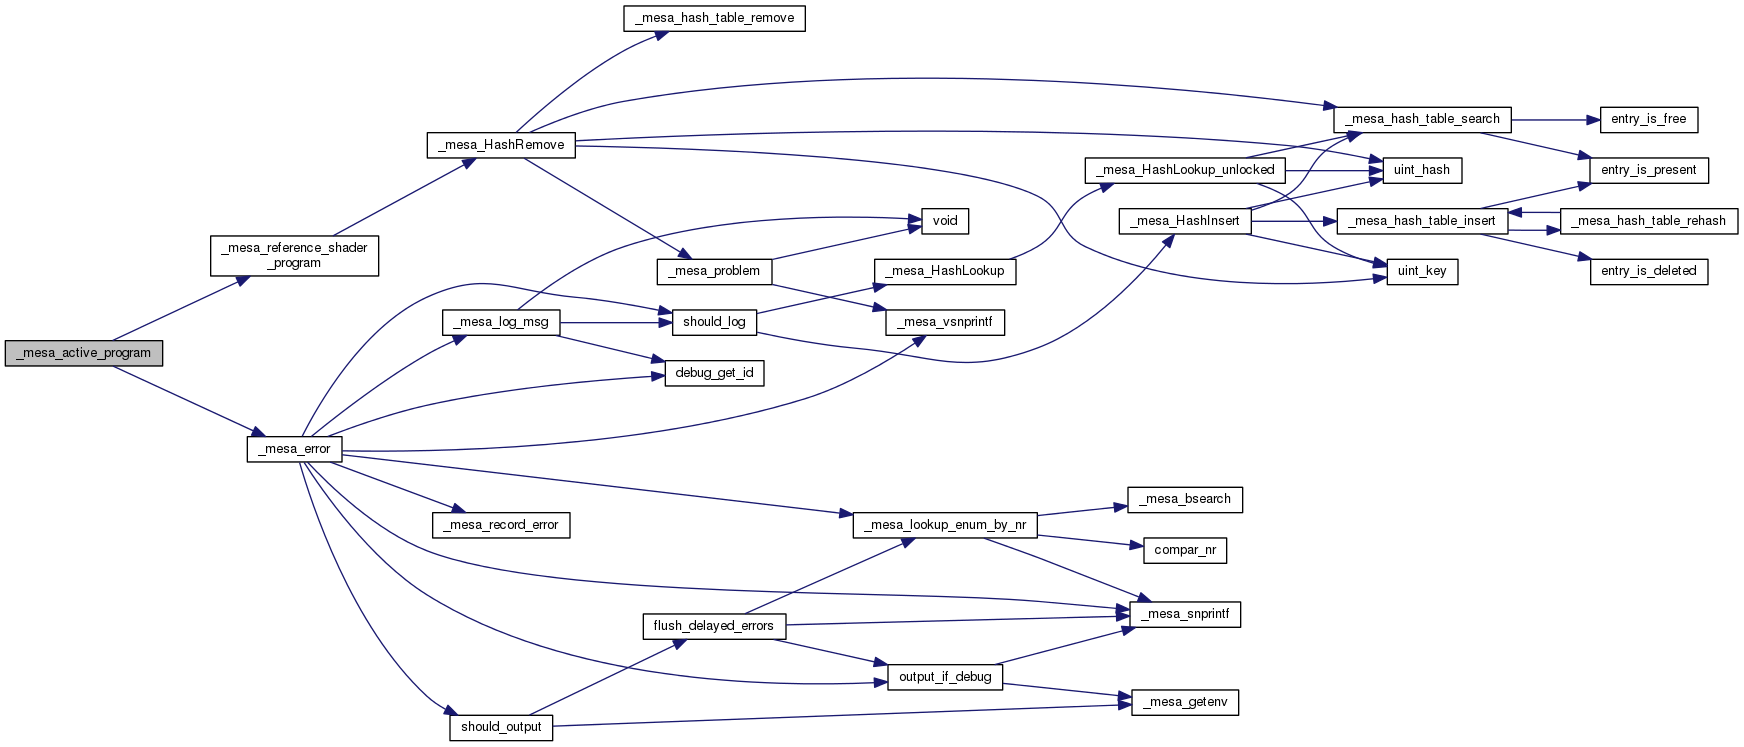 _mesa_hash_table_remove
_mesa_hash_table_search
entry_is_free
_mesa_HashRemove
_mesa_HashLookup_unlocked
uint_hash
entry_is_present
void
_mesa_HashInsert
_mesa_hash_table_insert
_mesa_hash_table_rehash
_mesa_reference_shader
_program
_mesa_problem
_mesa_HashLookup
uint_key
entry_is_deleted
_mesa_log_msg
should_log
_mesa_vsnprintf
_mesa_active_program
debug_get_id
_mesa_error
_mesa_bsearch
_mesa_record_error
_mesa_lookup_enum_by_nr
compar_nr
flush_delayed_errors
_mesa_snprintf
output_if_debug
_mesa_getenv
should_output